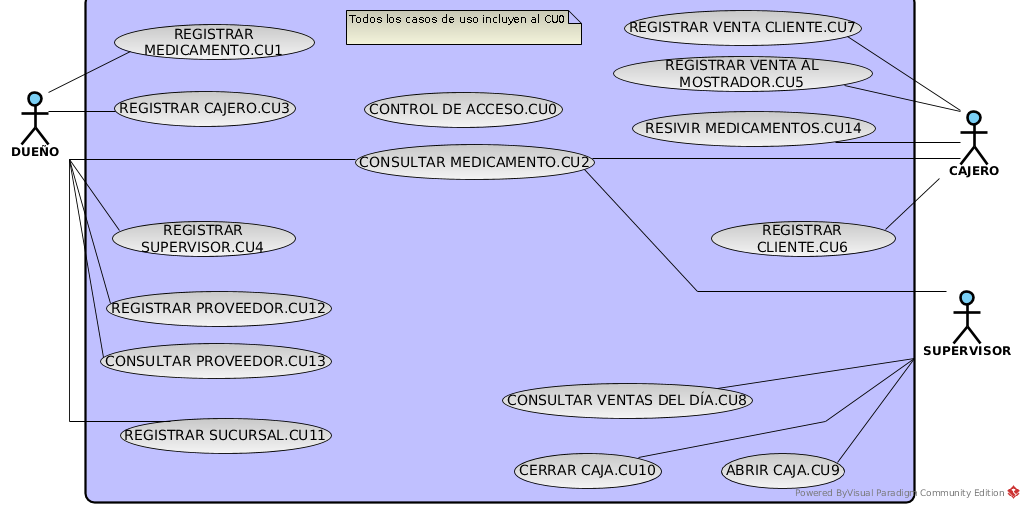 Todos los casos de uso incluyen al CU0
REGISTRAR
MEDICAMENTO.CU1
REGISTRAR VENTA CLIENTE.CU7
REGISTRAR VENTA AL
MOSTRADOR.CU5
REGISTRAR CAJERO.CU3
CONTROL DE ACCESO.CU0
RESIVIR MEDICAMENTOS.CU14
DUEÑO
CONSULTAR MEDICAMENTO.CU2
CAJERO
REGISTRAR
SUPERVISOR.CU4
REGISTRAR
CLIENTE.CU6
REGISTRAR PROVEEDOR.CU12
SUPERVISOR
CONSULTAR PROVEEDOR.CU13
CONSULTAR VENTAS DEL DÍA.CU8
REGISTRAR SUCURSAL.CU11
CERRAR CAJA.CU10
ABRIR CAJA.CU9
Powered ByVisual Paradigm Community Edition